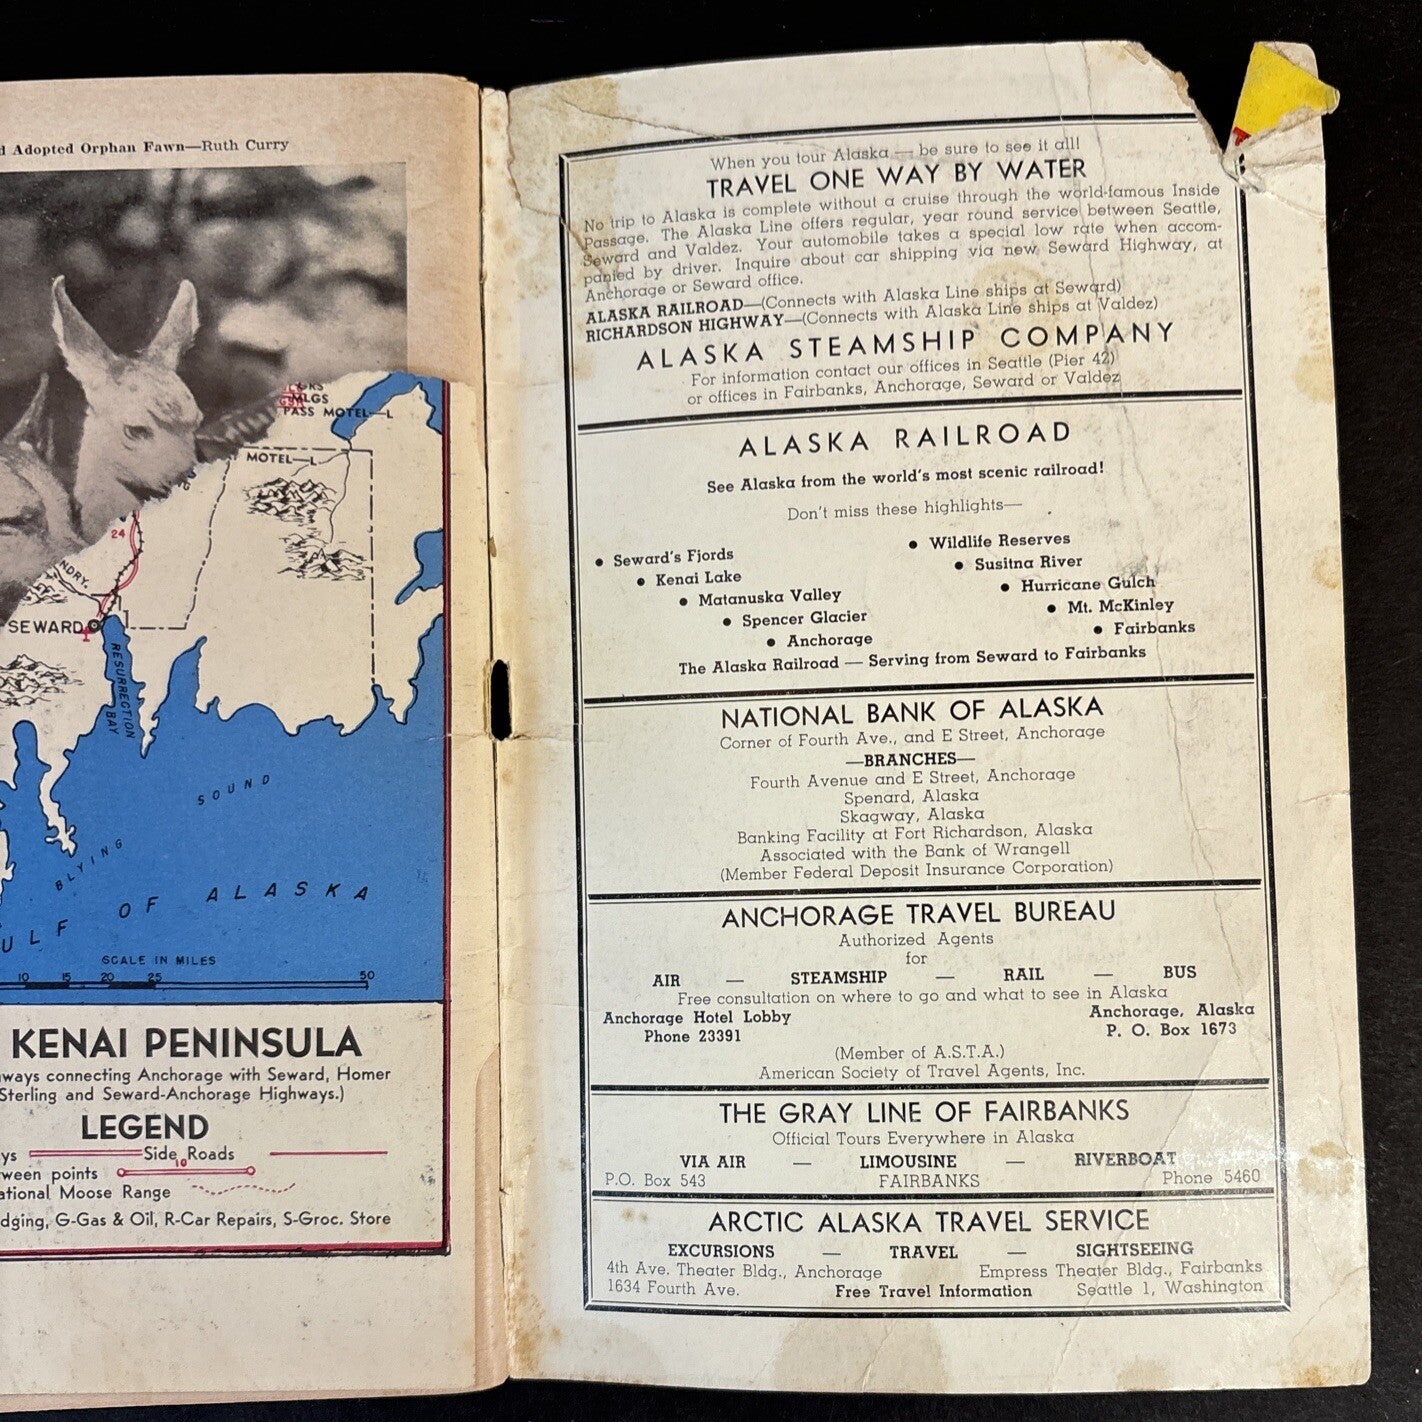 d Adopted Orphan Fawn—Ruth Curry
MLGS
PASS MOTEL—L
MOTEL—L
24
NDRY.
SEWARD
RESURRECTION
BAY
SOUND
BLYING
ULF OF ALASKA
SCALE IN MILES
10 15 20 25 50
KENAI PENINSULA
ways connecting Anchorage with Seward, Homer
Sterling and Seward-Anchorage Highways.)
LEGEND
ys Side Roads
ween points 10
ational Moose Range
dging, G-Gas & Oil, R-Car Repairs, S-Groc. Store
When you tour Alaska — be sure to see it all!
TRAVEL ONE WAY BY WATER
No trip to Alaska is complete without a cruise through the world-famous Inside
Passage. The Alaska Line offers regular, year round service between Seattle,
Seward and Valdez. Your automobile takes a special low rate when accom-
panied by driver. Inquire about car shipping via new Seward Highway, at
Anchorage or Seward office.
ALASKA RAILROAD—(Connects with Alaska Line ships at Seward)
RICHARDSON HIGHWAY—(Connects with Alaska Line ships at Valdez)
ALASKA STEAMSHIP COMPANY
For information contact our offices in Seattle (Pier 42)
or offices in Fairbanks, Anchorage, Seward or Valdez
ALASKA RAILROAD
See Alaska from the world's most scenic railroad!
Don't miss these highlights—
• Seward's Fjords
• Kenai Lake
• Matanuska Valley
• Spencer Glacier
• Anchorage
• Wildlife Reserves
• Susitna River
• Hurricane Gulch
• Mt. McKinley
• Fairbanks
The Alaska Railroad — Serving from Seward to Fairbanks
NATIONAL BANK OF ALASKA
Corner of Fourth Ave., and E Street, Anchorage
—BRANCHES—
Fourth Avenue and E Street, Anchorage
Spenard, Alaska
Skagway, Alaska
Banking Facility at Fort Richardson, Alaska
Associated with the Bank of Wrangell
(Member Federal Deposit Insurance Corporation)
ANCHORAGE TRAVEL BUREAU
Authorized Agents
for
AIR — STEAMSHIP — RAIL — BUS
Free consultation on where to go and what to see in Alaska
Anchorage Hotel Lobby Anchorage, Alaska
Phone 23391 P. O. Box 1673
(Member of A.S.T.A.)
American Society of Travel Agents, Inc.
THE GRAY LINE OF FAIRBANKS
Official Tours Everywhere in Alaska
VIA AIR — LIMOUSINE — RIVERBOAT
P.O. Box 543 FAIRBANKS Phone 5460
ARCTIC ALASKA TRAVEL SERVICE
EXCURSIONS — TRAVEL — SIGHTSEEING
4th Ave. Theater Bldg., Anchorage Empress Theater Bldg., Fairbanks
1634 Fourth Ave. Free Travel Information Seattle 1, Washington